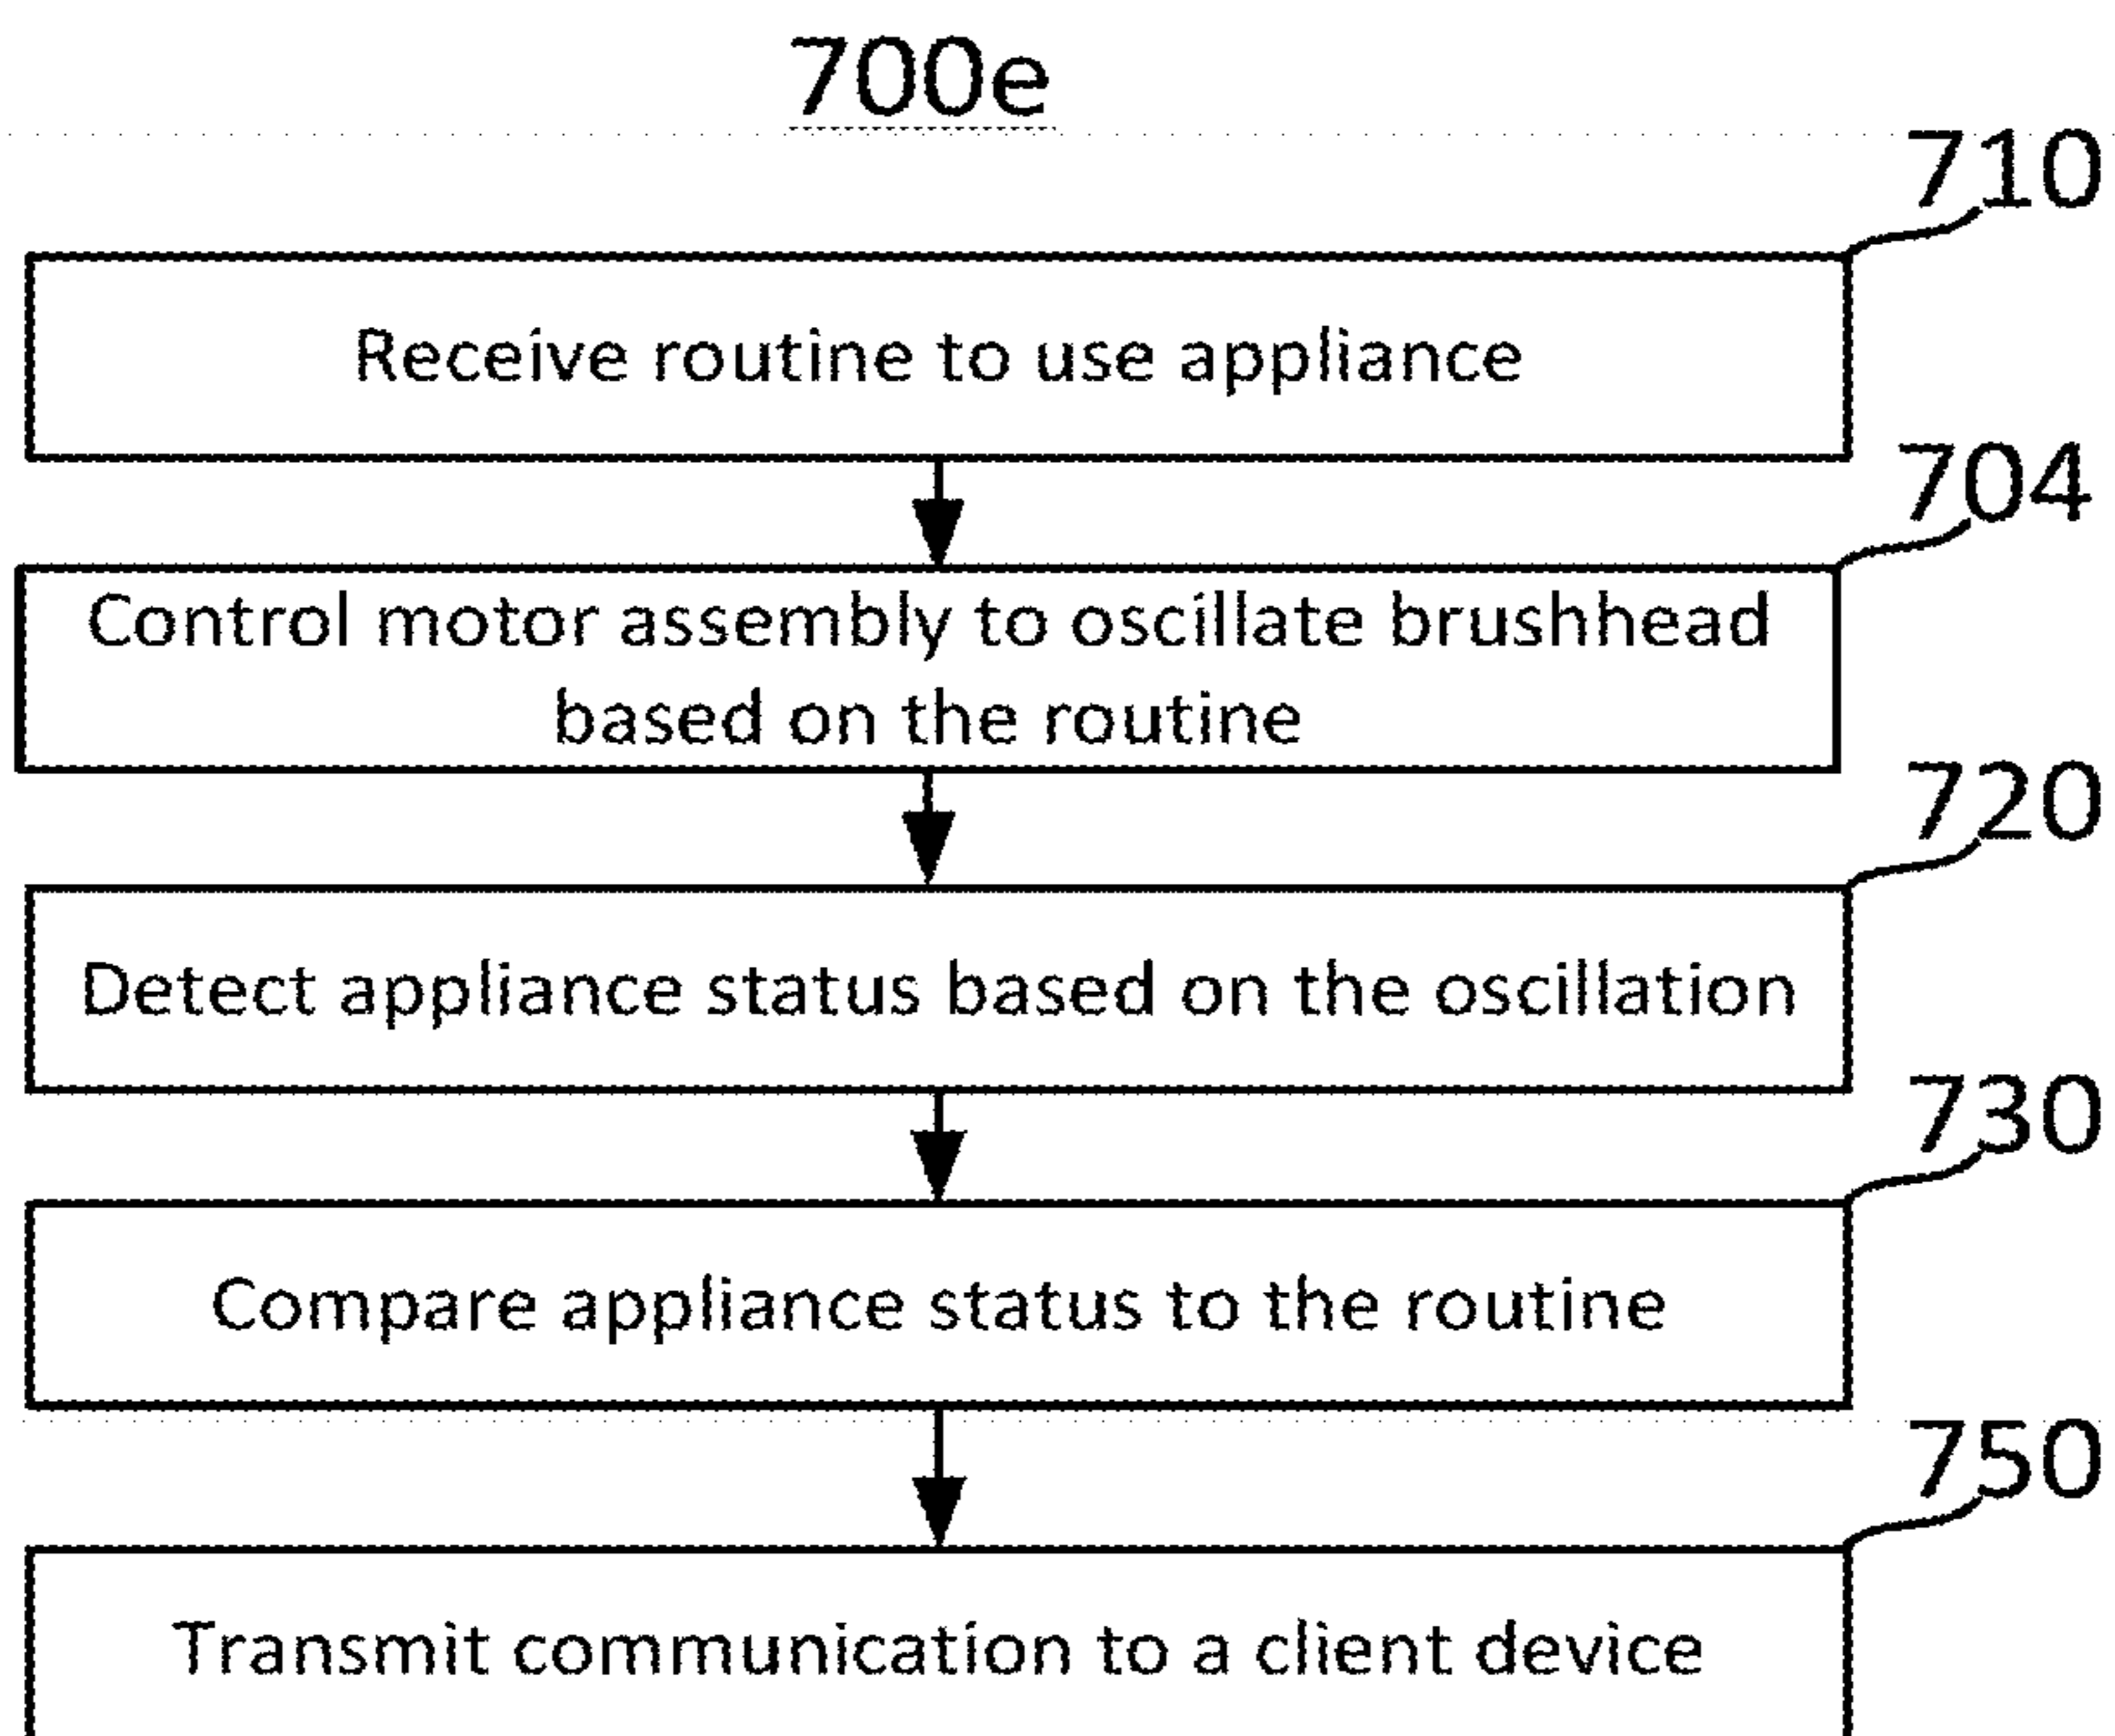 700e
710
Receive routine to use appliance
704
Control motor assembly to oscillate brushhead
based on the routine
720
Detect appliance status based on the oscillation
730
Compare appliance status to the routine
750
Transmit communication to a client device